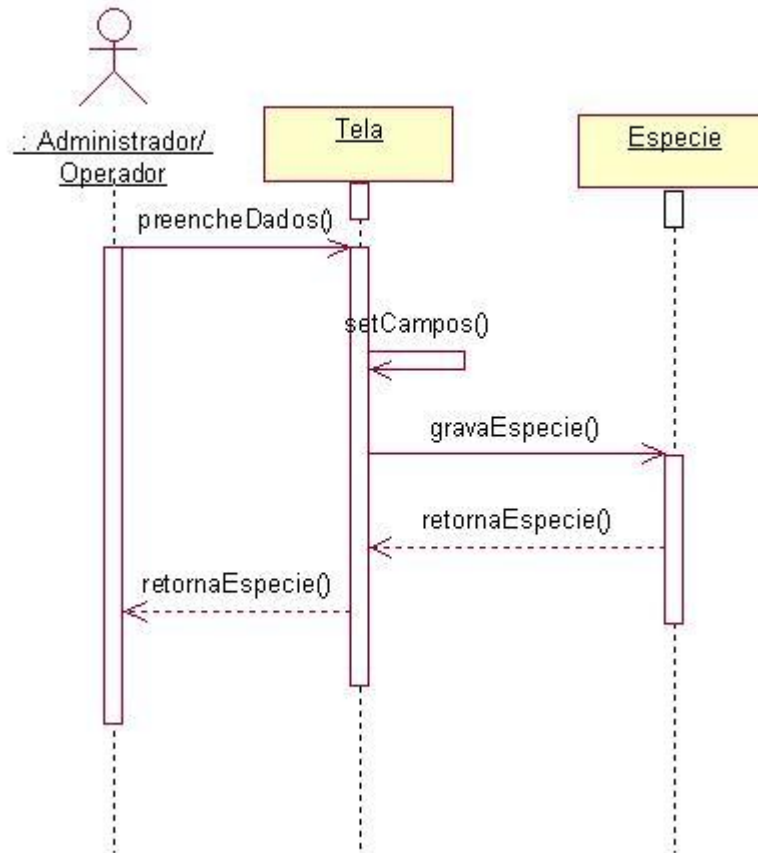 : Administrador/
Operador
Tela
Especie
preencheDados()
setCampos()
gravaEspecie()
retornaEspecie()
retornaEspecie()